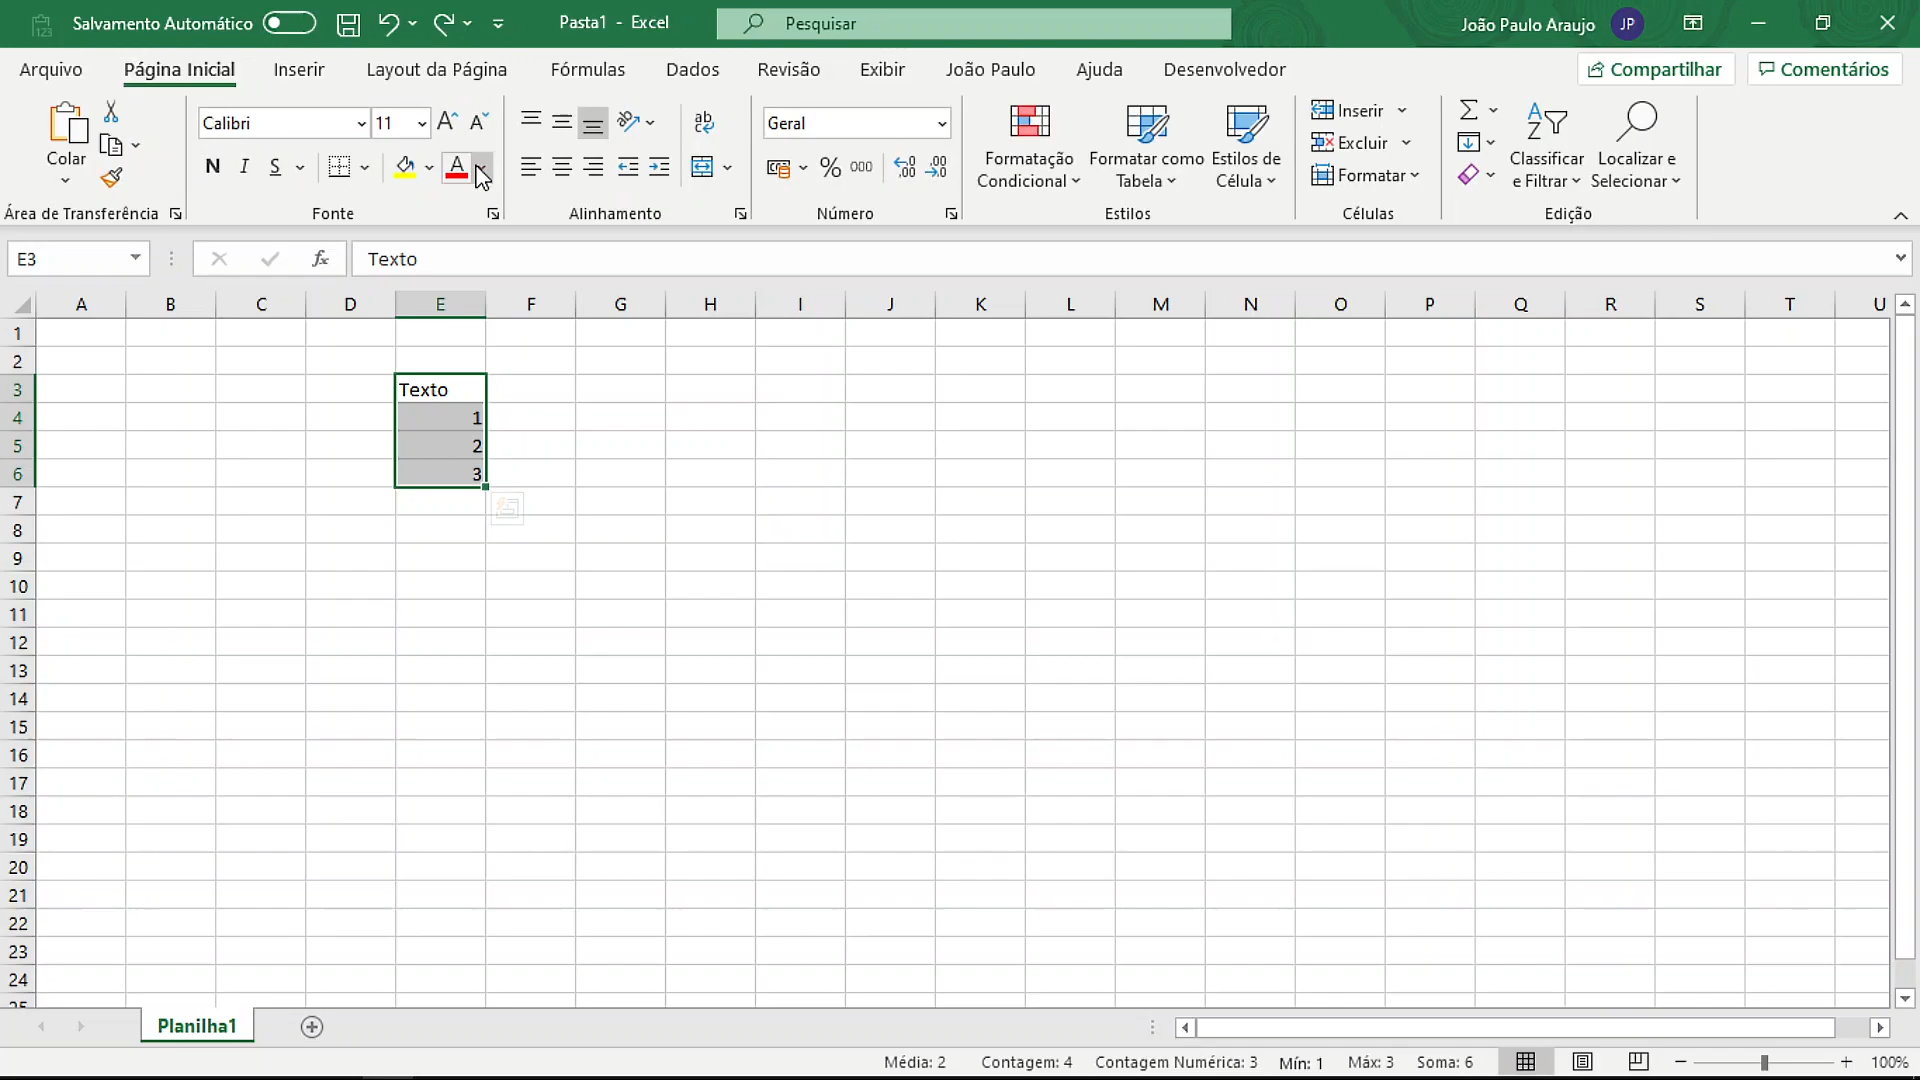 Salvamento Automático
Pasta1 - Excel
Pesquisar
João Paulo Araujo
JP
Arquivo
Página Inicial
Inserir
Layout da Página
Fórmulas
Dados
Revisão
Exibir
João Paulo
Ajuda
Desenvolvedor
Compartilhar
Comentários
Colar
Área de Transferência
Calibri
11
N I S
Fonte
Alinhamento
Geral
% 000
Número
Formatação Condicional
Formatar como Tabela
Estilos de Célula
Estilos
Inserir
Excluir
Formatar
Células
Classificar e Filtrar
Localizar e Selecionar
Edição
E3
fx
Texto
A B C D E F G H I J K L M N O P Q R S T U
1
2
3 Texto
4 1
5 2
6 3
7
8
9
10
11
12
13
14
15
16
17
18
19
20
21
22
23
24
25
Planilha1
Média: 2
Contagem: 4
Contagem Numérica: 3
Mín: 1
Máx: 3
Soma: 6
100%